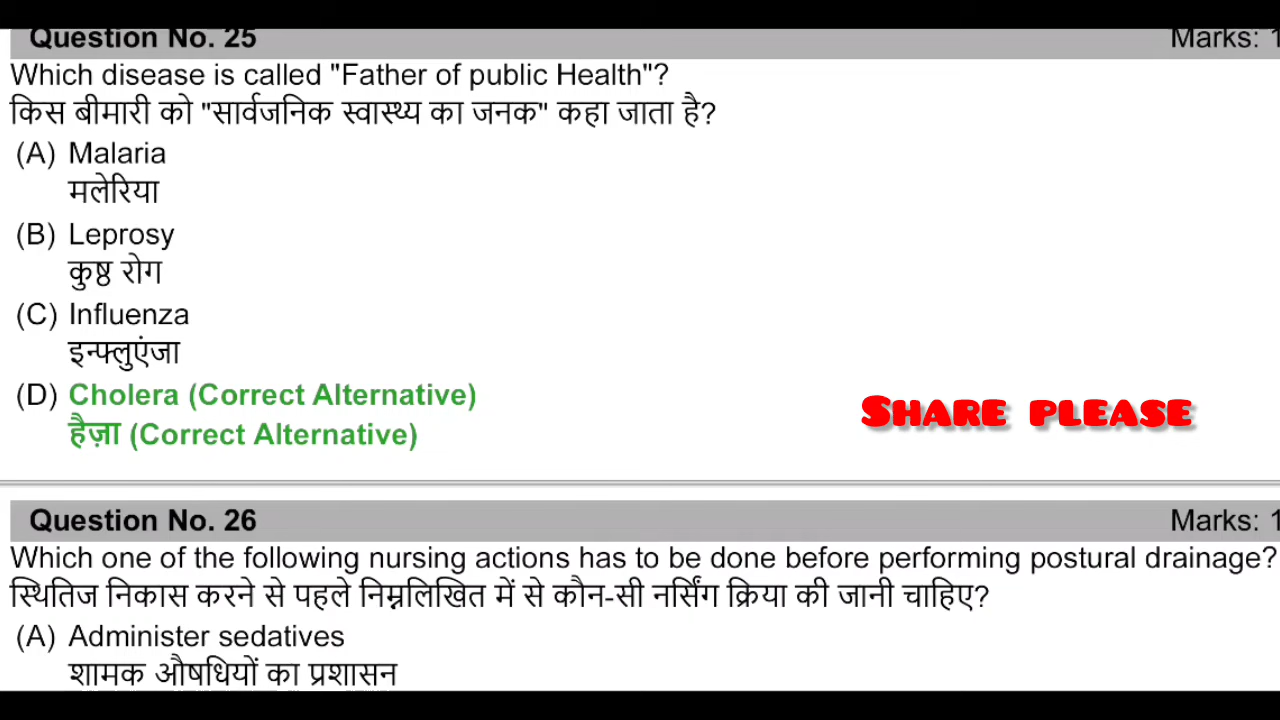 Question No. 25 Marks: 1
Which disease is called "Father of public Health"?
किस बीमारी को "सार्वजनिक स्वास्थ्य का जनक" कहा जाता है?
(A) Malaria
मलेरिया
(B) Leprosy
कुष्ठ रोग
(C) Influenza
इन्फ्लुएंजा
(D) Cholera (Correct Alternative)
हैज़ा (Correct Alternative)
SHARE PLEASE
Question No. 26 Marks: 1
Which one of the following nursing actions has to be done before performing postural drainage?
स्थितिज निकास करने से पहले निम्नलिखित में से कौन-सी नर्सिंग क्रिया की जानी चाहिए?
(A) Administer sedatives
शामक औषधियों का प्रशासन